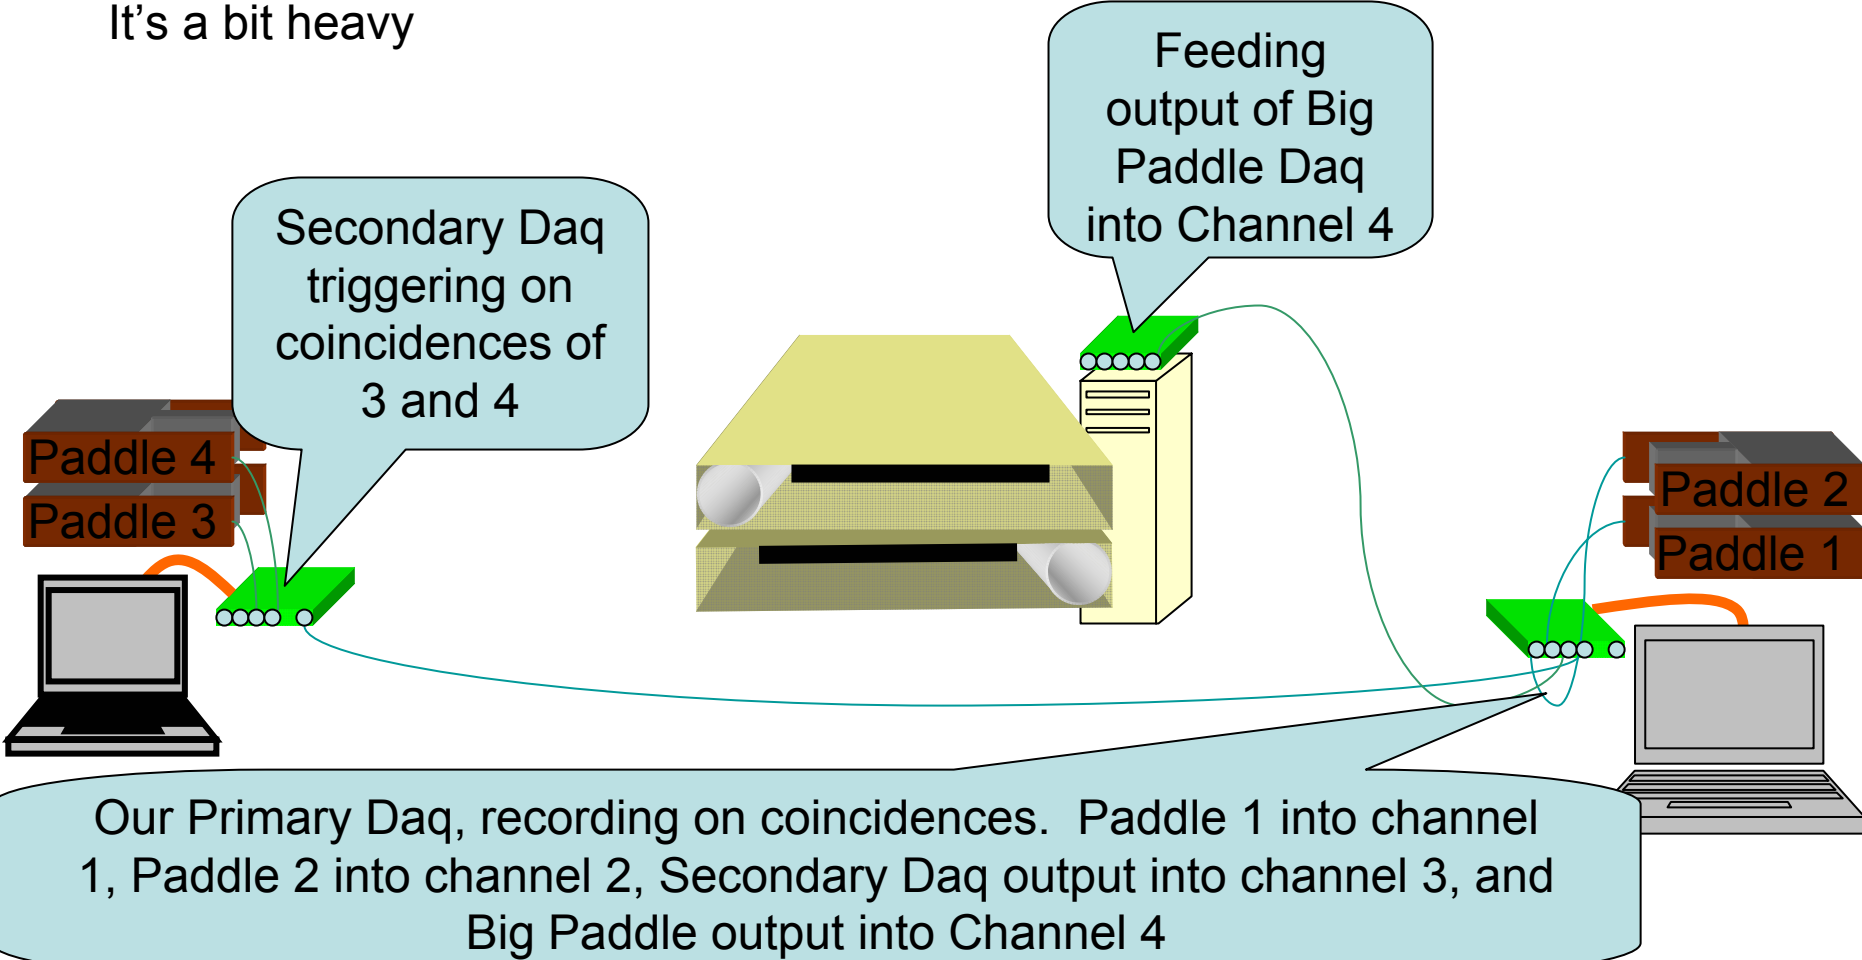 It’s a bit heavy
Feeding
output of Big
Paddle Daq
into Channel 4
Secondary Daq
triggering on
coincidences of
3 and 4
Paddle 4
Paddle 3
Paddle 2
Paddle 1
Our Primary Daq, recording on coincidences.  Paddle 1 into channel
1, Paddle 2 into channel 2, Secondary Daq output into channel 3, and
Big Paddle output into Channel 4